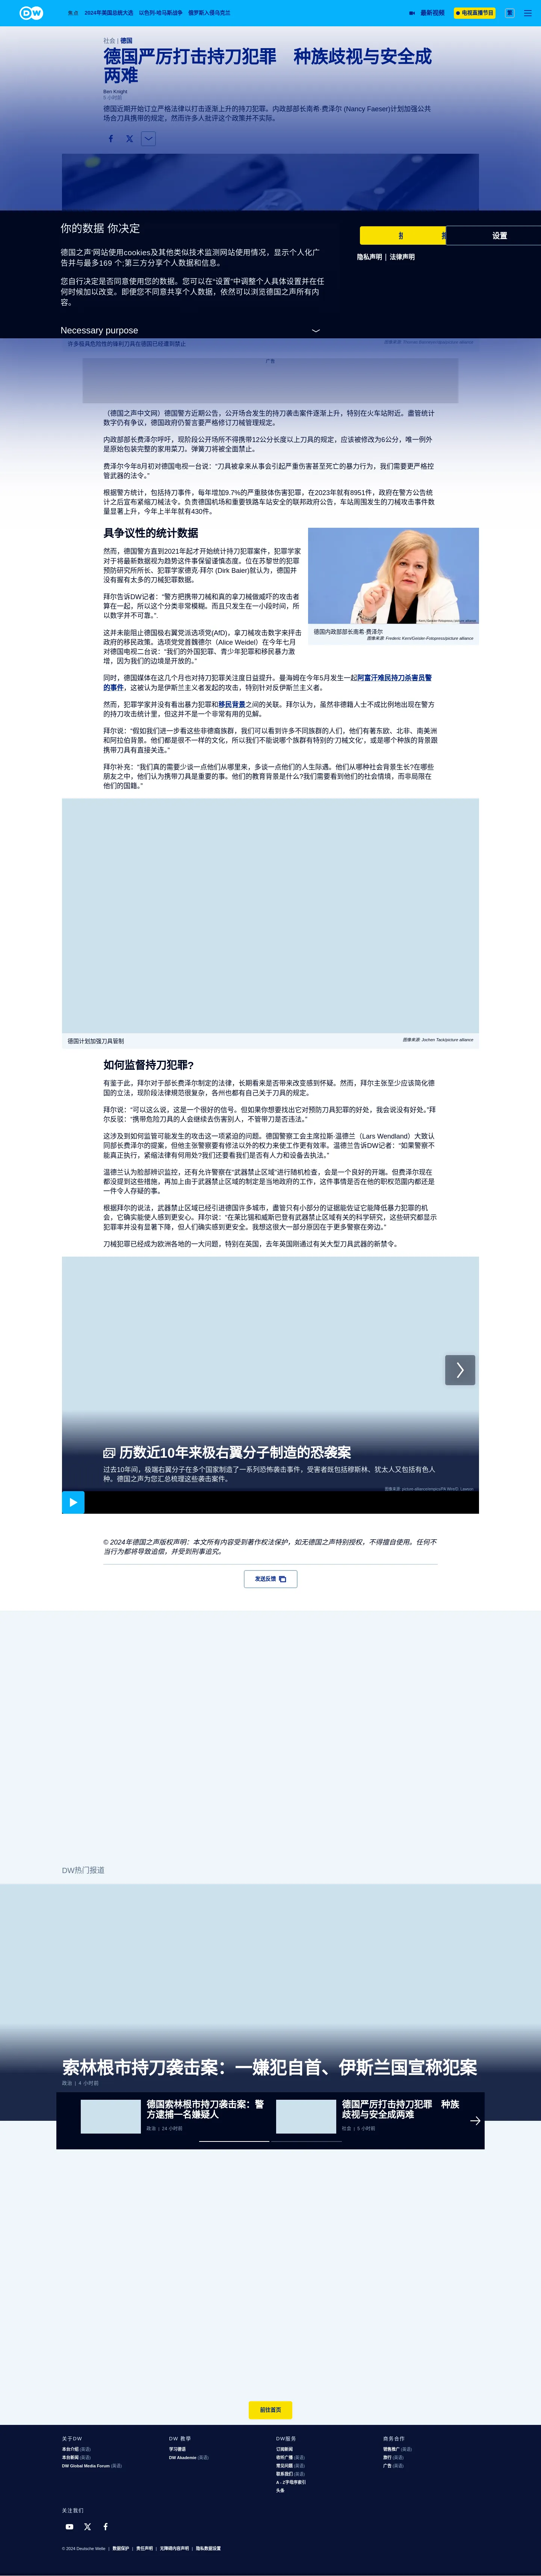 DW
焦点 2024年美国总统大选 以色列-哈马斯战争 俄罗斯入侵乌克兰
最新视频
电视直播节目
繁
社会 | 德国
德国严厉打击持刀犯罪 种族歧视与安全成
两难
Ben Knight
5 小时前
德国近期开始订立严格法律以打击逐渐上升的持刀犯罪。内政部部长南希·费泽尔 (Nancy Faeser)计划加强公共
场合刀具携带的规定，然而许多人批评这个政策并不实际。
你的数据 你决定
德国之声’网站使用cookies及其他类似技术监测网站使用情况，显示个人化广
告并与最多169 个;第三方分享个人数据和信息。
您自行决定是否同意使用您的数据。您可以在“设置”中调整个人具体设置并在任
何时候加以改变。即便您不同意共享个人数据，依然可以浏览德国之声所有内
容。
Necessary purpose
设置
隐私声明 | 法律声明
许多极具危险性的锋利刀具在德国已经遭到禁止
广告
（德国之声中文网）德国警方近期公告，公开场合发生的持刀袭击案件逐渐上升，特别在火车站附近。盡管统计
数字仍有争议，德国政府仍誓言要严格修订刀械管理规定。
内政部部长费泽尔呼吁，现阶段公开场所不得携带12公分长度以上刀具的规定，应该被修改为6公分，唯一例外
是原始包装完整的家用菜刀。弹簧刀将被全面禁止。
费泽尔今年8月初对德国电视一台说：“刀具被拿来从事会引起严重伤害甚至死亡的暴力行为，我们需要更严格控
管武器的法令。”
根据警方统计，包括持刀事件，每年增加9.7%的严重肢体伤害犯罪，在2023年就有8951件，政府在警方公告统
计之后宣布紧缩刀械法令。负责德国机场和重要铁路车站安全的联邦政府公告，车站周围发生的刀械攻击事件数
量显著上升，今年上半年就有430件。
具争议性的统计数据
然而，德国警方直到2021年起才开始统计持刀犯罪案件，犯罪学家
对于将最新数据视为趋势这件事保留谨慎态度。位在苏黎世的犯罪
预防研究所所长、犯罪学家德克·拜尔 (Dirk Baier)就认为，德国并
没有握有太多的刀械犯罪数据。
拜尔告诉DW记者：“警方把携带刀械和真的拿刀械做威吓的攻击者
算在一起，所以这个分类非常模糊。而且只发生在一小段时间，所
以数字并不可靠。”.
这并未能阻止德国极右翼党派选项党(AfD)，拿刀械攻击数字来抨击
政府的移民政策。选项党党首魏德尔（Alice Weidel）在今年七月
对德国电视二台说：“我们的外国犯罪、青少年犯罪和移民暴力激
增，因为我们的边境是开放的。”
德国内政部部长南希·费泽尔
图像来源: Frederic Kern/Geisler-Fotopress/picture alliance
同时，德国媒体在这几个月也对持刀犯罪关注度日益提升。曼海姆在今年5月发生一起阿富汗难民持刀杀害员警
的事件，这被认为是伊斯兰主义者发起的攻击，特别针对反伊斯兰主义者。
然而，犯罪学家并没有看出暴力犯罪和移民背景之间的关联。拜尔认为，虽然非德籍人士不成比例地出现在警方
的持刀攻击统计里，但这并不是一个非常有用的见解。
拜尔说：“假如我们进一步看这些非德裔族群，我们可以看到许多不同族群的人们，他们有著东欧、北非、南美洲
和阿拉伯背景。他们都是很不一样的文化，所以我们不能说哪个族群有特别的‘刀械文化’，或是哪个种族的背景跟
携带刀具有直接关连。”
拜尔补充：“我们真的需要少谈一点他们从哪里来，多谈一点他们的人生际遇。他们从哪种社会背景生长?在哪些
朋友之中，他们认为携带刀具是重要的事。他们的教育背景是什么?我们需要看到他们的社会情境，而非局限在
他们的国籍。”
德国计划加强刀具管制
图像来源: Jochen Tack/picture alliance
如何监督持刀犯罪?
有鉴于此，拜尔对于部长费泽尔制定的法律，长期看来是否带来改变感到怀疑。然而，拜尔主张至少应该简化德
国的立法，现阶段法律规范很复杂，各州也都有自己关于刀具的规定。
拜尔说：“可以这么说，这是一个很好的信号。但如果你想要找出它对预防刀具犯罪的好处，我会说没有好处。”拜
尔反驳：“携带危险刀具的人会继续去伤害别人，不管带刀是否违法。”
这涉及到如何监管可能发生的攻击这一项紧迫的问题。德国警察工会主席拉斯·温德兰（Lars Wendland）大致认
同部长费泽尔的提案，但他主张警察要有修法以外的权力来使工作更有效率。温德兰告诉DW记者：“如果警察不
能真正执行，紧缩法律有何用处?我们还要看我们是否有人力和设备去执法。”
温德兰认为脸部辨识监控，还有允许警察在“武器禁止区域”进行随机检查，会是一个良好的开端。但费泽尔现在
都没提到这些措施，再加上由于武器禁止区域的制定是当地政府的工作，这件事情是否在他的职权范围内都还是
一件令人存疑的事。
根据拜尔的说法，武器禁止区域已经引进德国许多城市，盡管只有小部分的证据能佐证它能降低暴力犯罪的机
会，它确实能使人感到更安心。拜尔说：“在莱比锡和威斯巴登有武器禁止区域有关的科学研究，这些研究都显示
犯罪率并没有显著下降，但人们确实感到更安全。我想这很大一部分原因在于更多警察在旁边。”
刀械犯罪已经成为欧洲各地的一大问题，特别在英国，去年英国刚通过有关大型刀具武器的新禁令。
历数近10年来极右翼分子制造的恐袭案
过去10年间，极端右翼分子在多个国家制造了一系列恐怖袭击事件，受害者既包括穆斯林、犹太人又包括有色人
种。德国之声为您汇总梳理这些袭击案件。
© 2024年德国之声版权声明：本文所有内容受到著作权法保护，如无德国之声特别授权，不得擅自使用。任何不
当行为都将导致追偿，并受到刑事追究。
发送反馈
DW热门报道
索林根市持刀袭击案：一嫌犯自首、伊斯兰国宣称犯案
政治 | 4 小时前
德国索林根市持刀袭击案：警
方逮捕一名嫌疑人
政治 | 24 小时前
德国严厉打击持刀犯罪 种族
歧视与安全成两难
社会 | 5 小时前
前往首页
关于DW
本台介绍 (英语)
本台新闻 (英语)
DW Global Media Forum (英语)
DW 教学
学习德语
DW Akademie (英语)
DW服务
订阅新闻
收听广播 (英语)
常见问题 (英语)
联系我们 (英语)
A - Z字母序索引
头条
商务合作
销售推广 (英语)
旅行 (英语)
广告 (英语)
关注我们
© 2024 Deutsche Welle | 数据保护 | 责任声明 | 无障碍内容声明 | 隐私数据设置